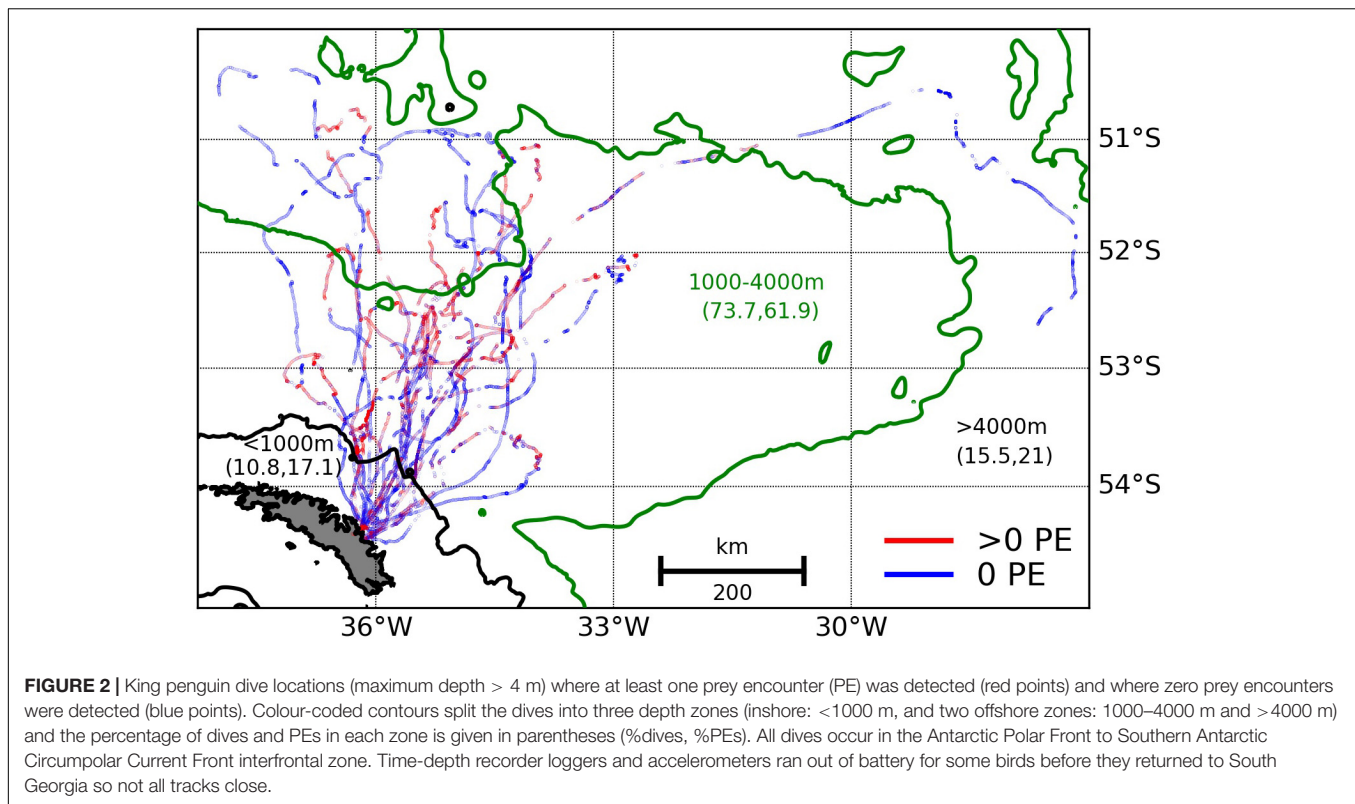 51°S
52°S
1000-4000m
(73.7,61.9)
53°S
<1000m
(10.8,17.1)
>4000m
(15.5,21)
54°S
km
200
>0 PE
0 PE
36°W
33°W
30°W
FIGURE 2 | King penguin dive locations (maximum depth > 4 m) where at least one prey encounter (PE) was detected (red points) and where zero prey encounters
were detected (blue points). Colour-coded contours split the dives into three depth zones (inshore: <1000 m, and two offshore zones: 1000–4000 m and >4000 m)
and the percentage of dives and PEs in each zone is given in parentheses (%dives, %PEs). All dives occur in the Antarctic Polar Front to Southern Antarctic
Circumpolar Current Front interfrontal zone. Time-depth recorder loggers and accelerometers ran out of battery for some birds before they returned to South
Georgia so not all tracks close.